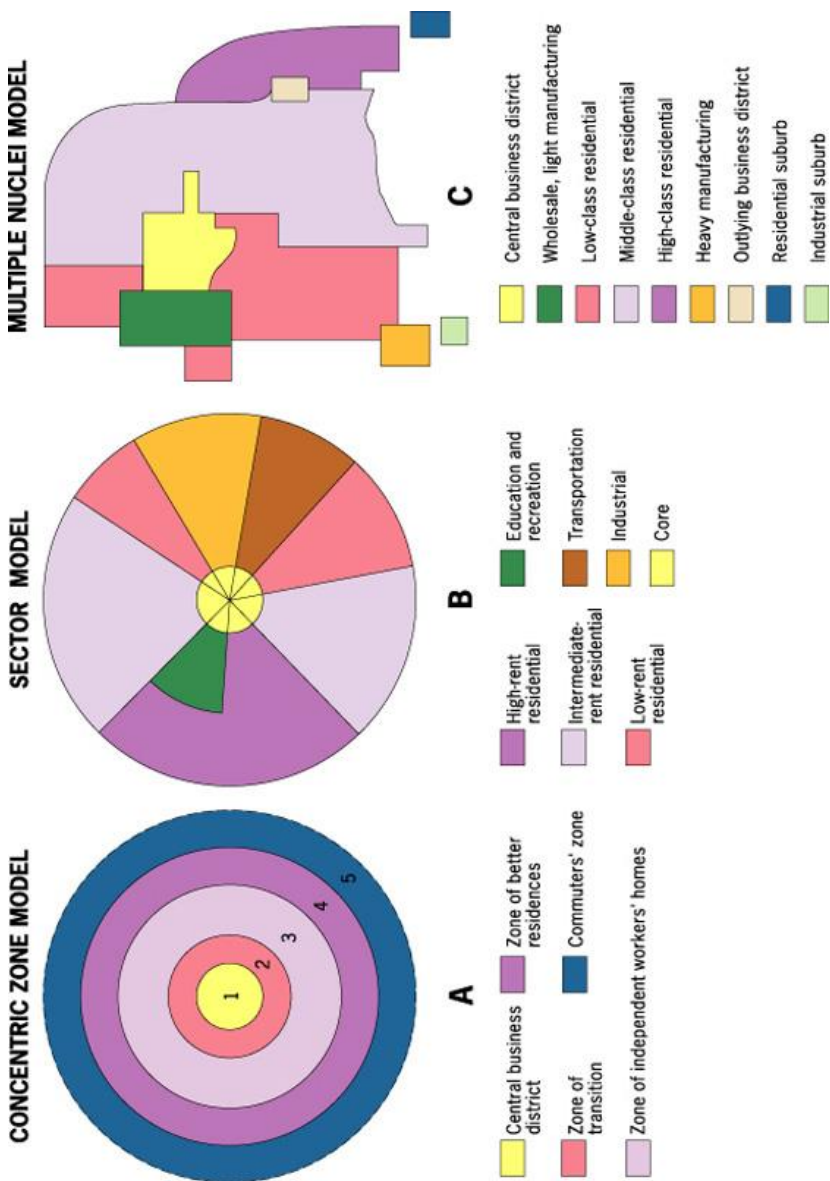 CONCENTRIC ZONE MODEL
1
2
3
4
5
A
Central business
district
Zone of
transition
Zone of independent workers' homes
Zone of better
residences
Commuters' zone
SECTOR MODEL
B
High-rent
residential
Intermediate-
rent residential
Low-rent
residential
Education and
recreation
Transportation
Industrial
Core
MULTIPLE NUCLEI MODEL
C
Central business district
Wholesale, light manufacturing
Low-class residential
Middle-class residential
High-class residential
Heavy manufacturing
Outlying business district
Residential suburb
Industrial suburb